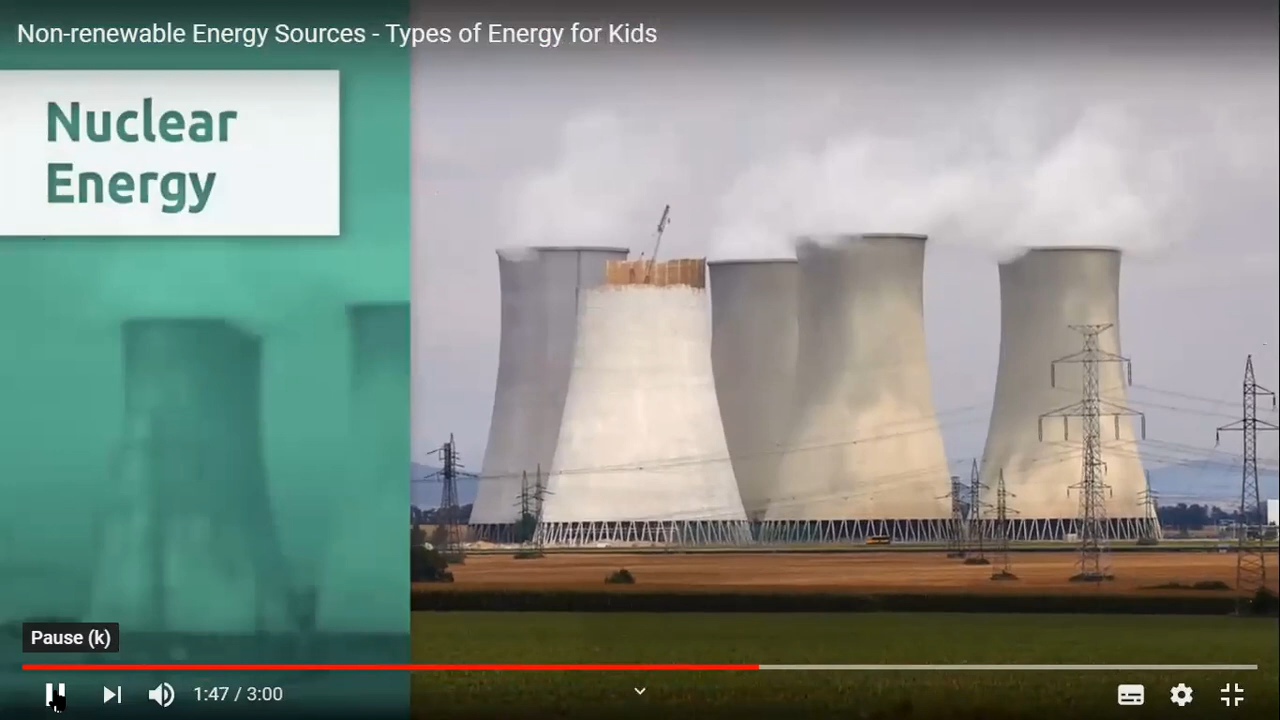 Non-renewable Energy Sources - Types of Energy for Kids
Nuclear
Energy
Pause (k)
1:47 / 3:00